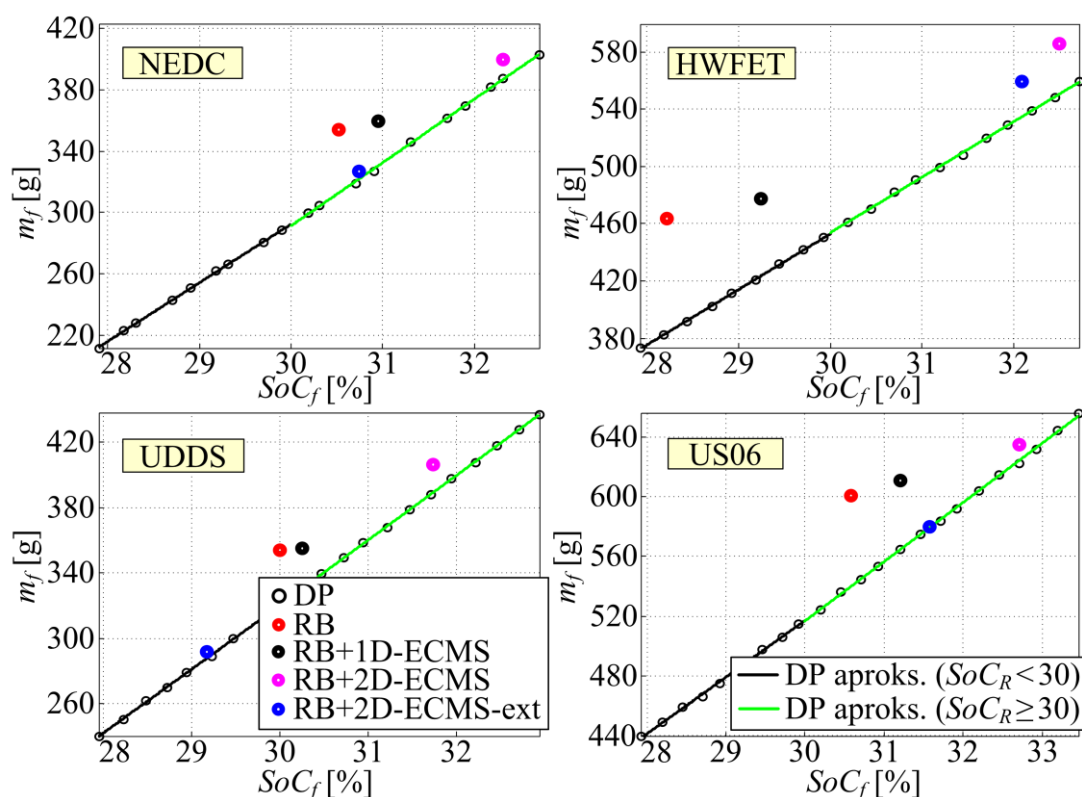 NEDC
420
380
340
300
260
220
m_f [g]
28 29 30 31 32
SoC_f [%]
HWFET
580
540
500
460
420
380
m_f [g]
28 29 30 31 32
SoC_f [%]
UDDS
420
380
340
300
260
m_f [g]
28 29 30 31 32
SoC_f [%]
DP
RB
RB+1D-ECMS
RB+2D-ECMS
RB+2D-ECMS-ext
US06
640
600
560
520
480
440
m_f [g]
28 29 30 31 32 33
SoC_f [%]
DP aproks. (SoC_R<30)
DP aproks. (SoC_R≥30)